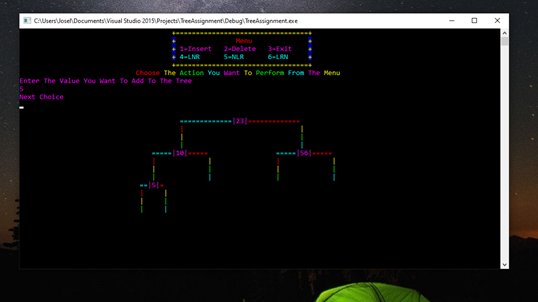 C:\Users\Josef\Documents\Visual Studio 2015\Projects\TreeAssignment\Debug\TreeAssignment.exe
Menu
1=Insert 2=Delete 3=Exit
4=LNR 5=NLR 6=LRN
Choose The Action You Want To Perform From The Menu
Enter The Value You Want To Add To The Tree
5
Next Choice
|23|
|10| |56|
|5|